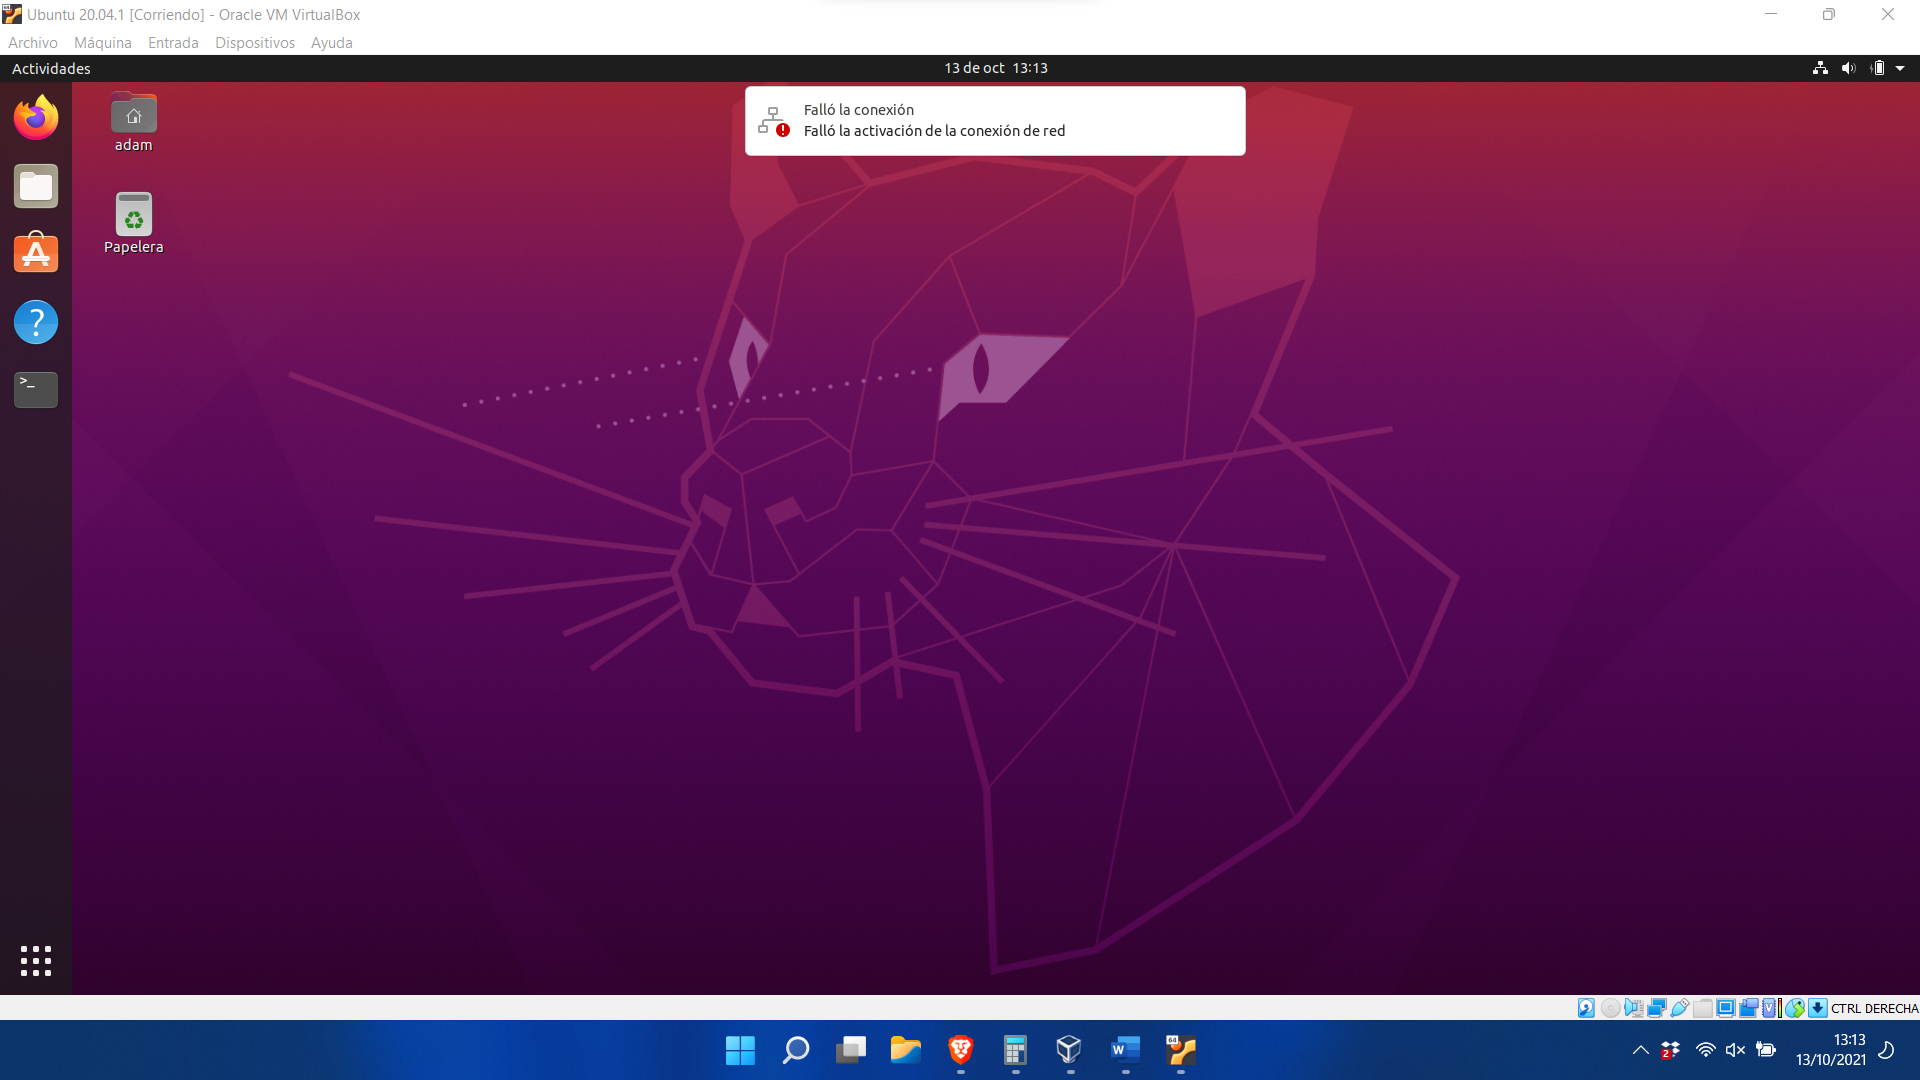 Ubuntu 20.04.1 [Corriendo] - Oracle VM VirtualBox
Archivo Máquina Entrada Dispositivos Ayuda
Actividades 13 de oct 13:13
Falló la conexión
Falló la activación de la conexión de red
adam
Papelera
CTRL DERECHA
13:13
13/10/2021
2
64
W
V
>_
?